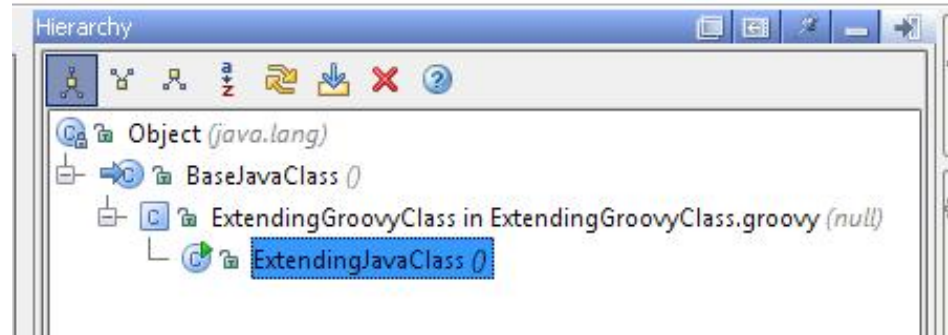 Hierarchy
a
z
Object (java.lang)
C BaseJavaClass ()
C ExtendingGroovyClass in ExtendingGroovyClass.groovy (null)
C ExtendingJavaClass ()